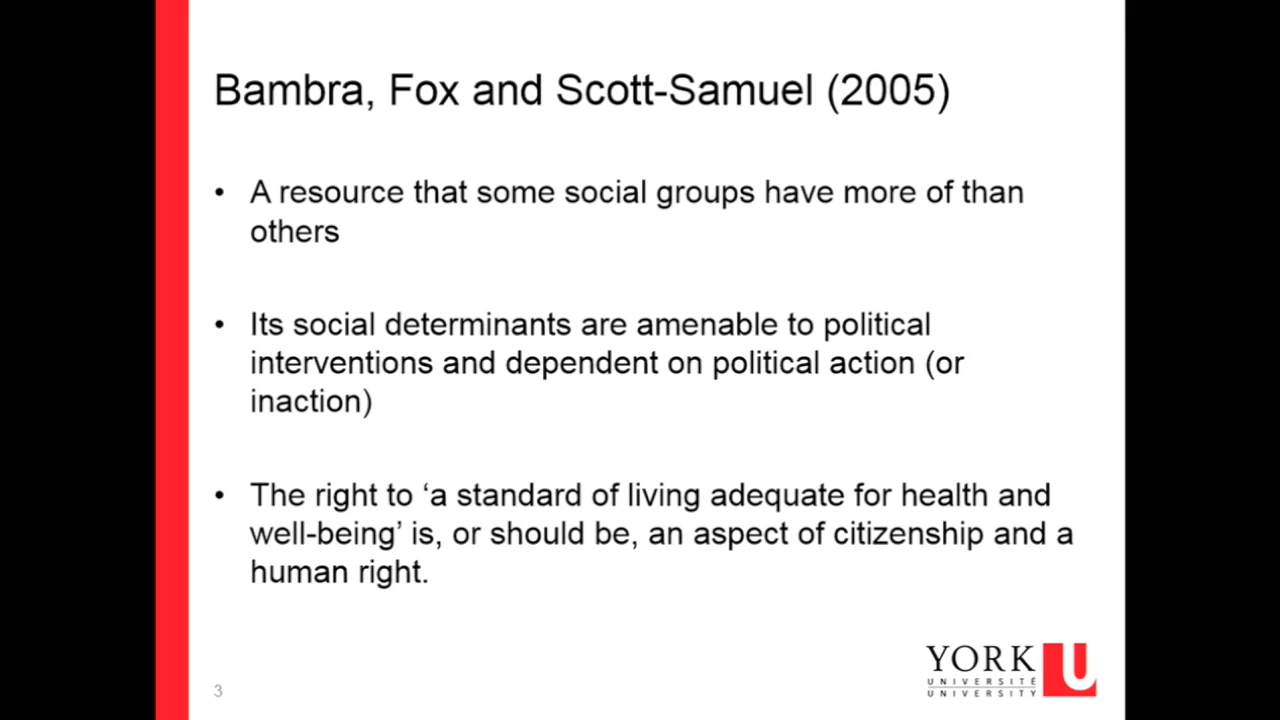 Bambra, Fox and Scott-Samuel (2005)
• A resource that some social groups have more of than
others
• Its social determinants are amenable to political
interventions and dependent on political action (or
inaction)
• The right to ‘a standard of living adequate for health and
well-being’ is, or should be, an aspect of citizenship and a
human right.
3
YORK U
UNIVERSITÉ
UNIVERSITY